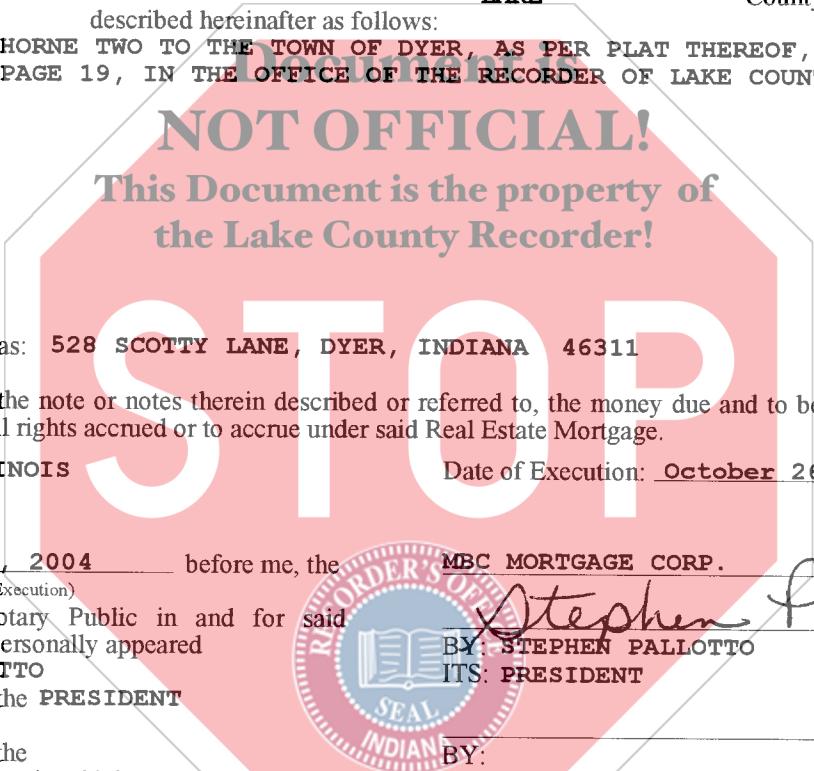 County
described hereinafter as follows:
HORNE TWO TO THE TOWN OF DYER, AS PER PLAT THEREOF,
PAGE 19, IN THE OFFICE OF THE RECORDER OF LAKE COUN
Document is
NOT OFFICIAL!
This Document is the property of
the Lake County Recorder!
STOP
as: 528 SCOTTY LANE, DYER, INDIANA 46311
the note or notes therein described or referred to, the money due and to be
l rights accrued or to accrue under said Real Estate Mortgage.
INOIS
Date of Execution: October 26
, 2004 before me, the
Execution)
otary Public in and for said
ersonally appeared
TTO
the PRESIDENT
the
MBC MORTGAGE CORP.
Stephen P
BY: STEPHEN PALLOTTO
ITS: PRESIDENT
BY:
RECORDER'S OFFICE
SEAL
INDIANA